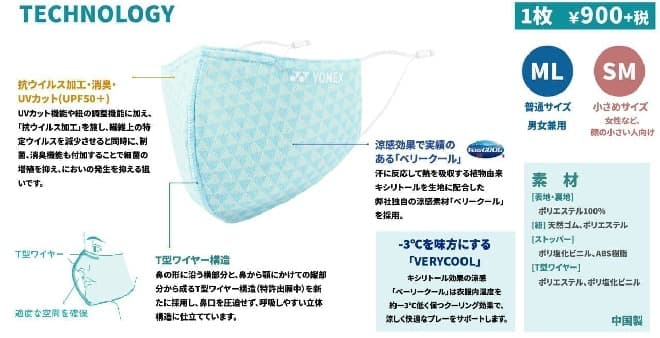 TECHNOLOGY
1枚 ¥900+税
YONEX
ML
普通サイズ
男女兼用
SM
小さめサイズ
女性など、
顔の小さい人向け
抗ウイルス加工・消臭・
UVカット(UPF50+)
UVカット機能や紐の調整機能に加え、
「抗ウイルス加工」を施し、繊維上の特
定ウイルスを減少させると同時に、制
菌、消臭機能も付加することで細菌の
増殖を抑え、においの発生を抑える狙
いです。
涼感効果で実績の
ある「ベリークール」
VeryCOOL
汗に反応して熱を吸収する植物由来
キシリトールを生地に配合した
弊社独自の涼感素材「ベリークール」
を採用。
T型ワイヤー
適度な空間を確保
T型ワイヤー構造
鼻の形に沿う横部分と、鼻から顎にかけての縦部
分から成るT型ワイヤー構造(特許出願中)を新
たに採用し、鼻口を圧迫せず、呼吸しやすい立体
構造に仕立てています。
-3℃を味方にする
「VERYCOOL」
キシリトール効果の涼感
「ベーリークール」は衣服内温度を
約ー3℃低く保つクーリング効果で、
涼しく快適なプレーをサポートします。
素 材
[表地・裏地]
ポリエステル100%
[紐] 天然ゴム、ポリエステル
[ストッパー]
ポリ塩化ビニル、ABS樹脂
[T型ワイヤー]
ポリエステル、ポリ塩化ビニル
中国製